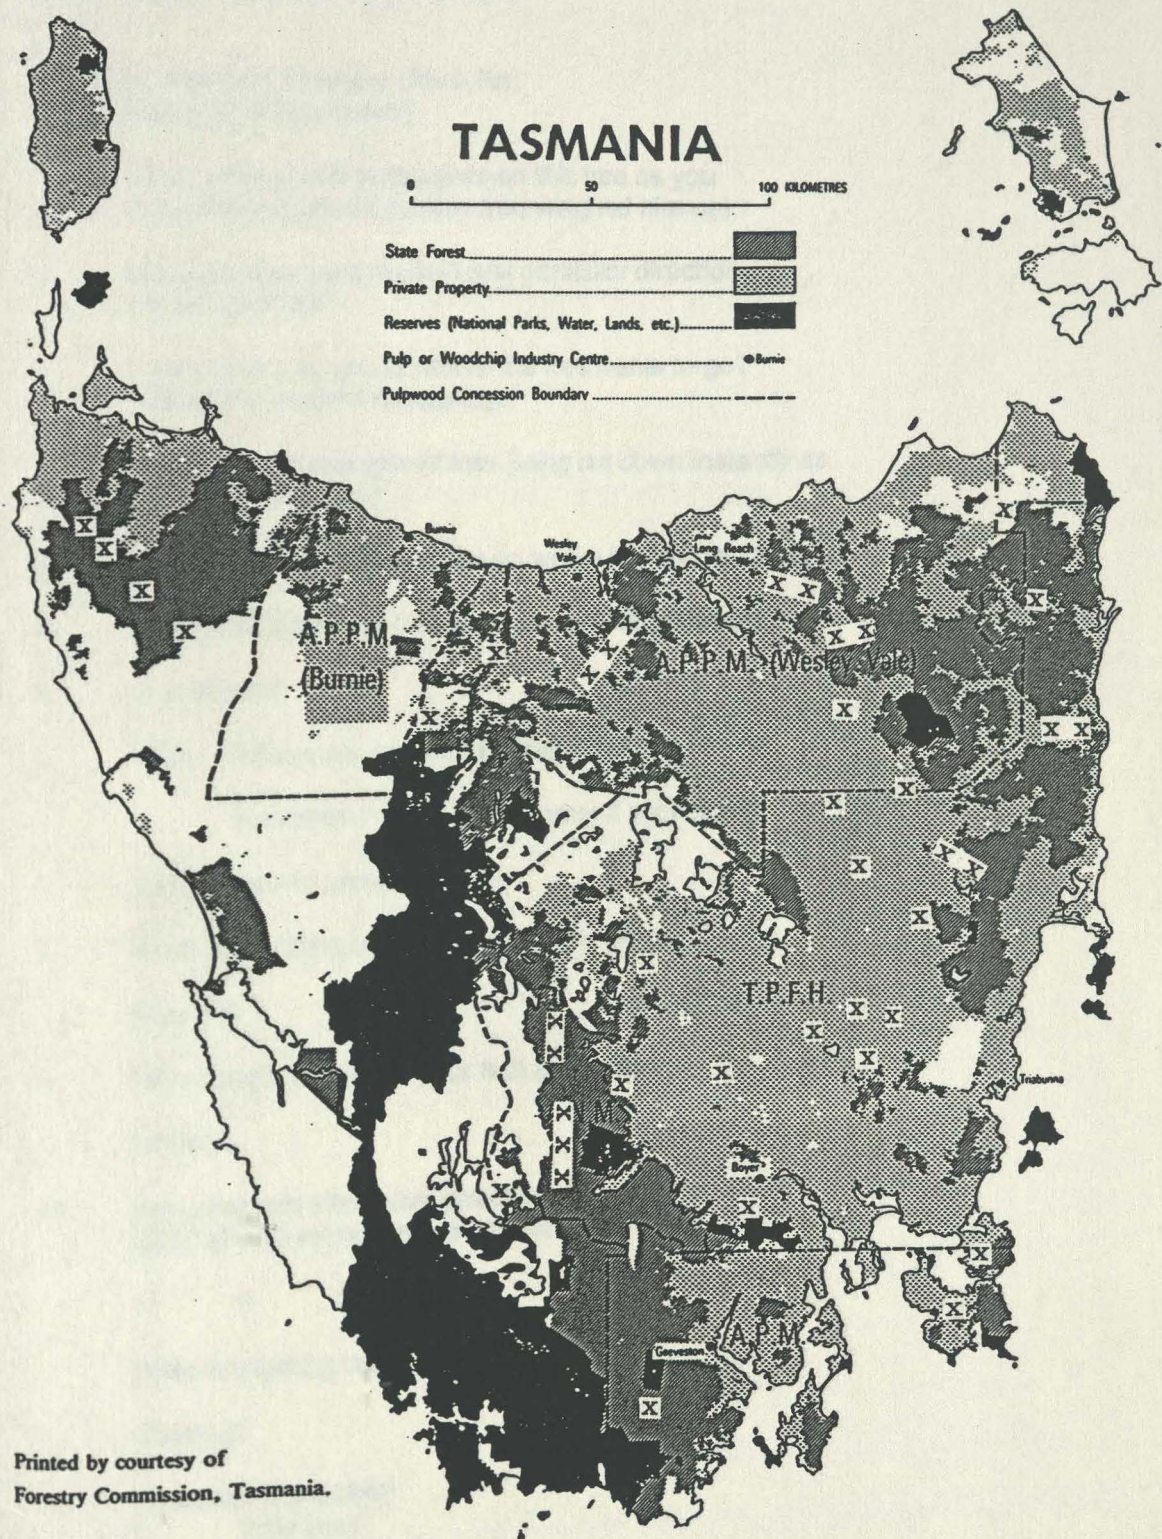 TASMANIA
0 50 100 KILOMETRES
State Forest
Private Property
Reserves (National Parks, Water, Lands, etc.)
Pulp or Woodchip Industry Centre
Burnie
Pulpwood Concession Boundary
Burnie
Wesley
Vale
Long Reach
X
X
X
X
X
X
X
X
X X
X
X
X X
A.P.P.M.
(Burnie)
A.P.P.M. (Wesley Vale)
X
X
X
X X
X
X
X
X X
X
X
T.P.F.H.
X
X
X
X
X
X
X
X
Triabunna
X
X
X
Boyer
X
X
X
X
A.P.M.
Geeveston
X
Printed by courtesy of
Forestry Commission, Tasmania.